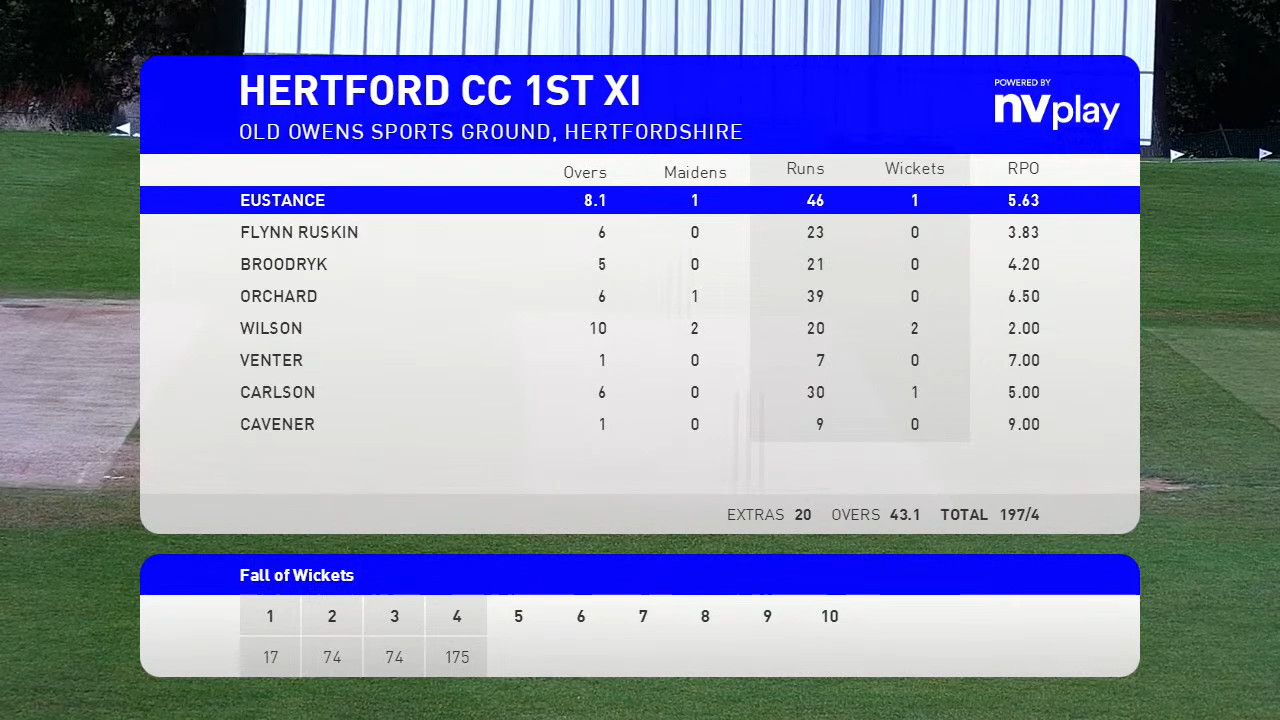 HERTFORD CC 1ST XI
OLD OWENS SPORTS GROUND, HERTFORDSHIRE
POWERED BY
nvplay
Overs Maidens Runs Wickets RPO
EUSTANCE 8.1 1 46 1 5.63
FLYNN RUSKIN 6 0 23 0 3.83
BROODRYK 5 0 21 0 4.20
ORCHARD 6 1 39 0 6.50
WILSON 10 2 20 2 2.00
VENTER 1 0 7 0 7.00
CARLSON 6 0 30 1 5.00
CAVENER 1 0 9 0 9.00
EXTRAS 20 OVERS 43.1 TOTAL 197/4
Fall of Wickets
1 2 3 4 5 6 7 8 9 10
17 74 74 175